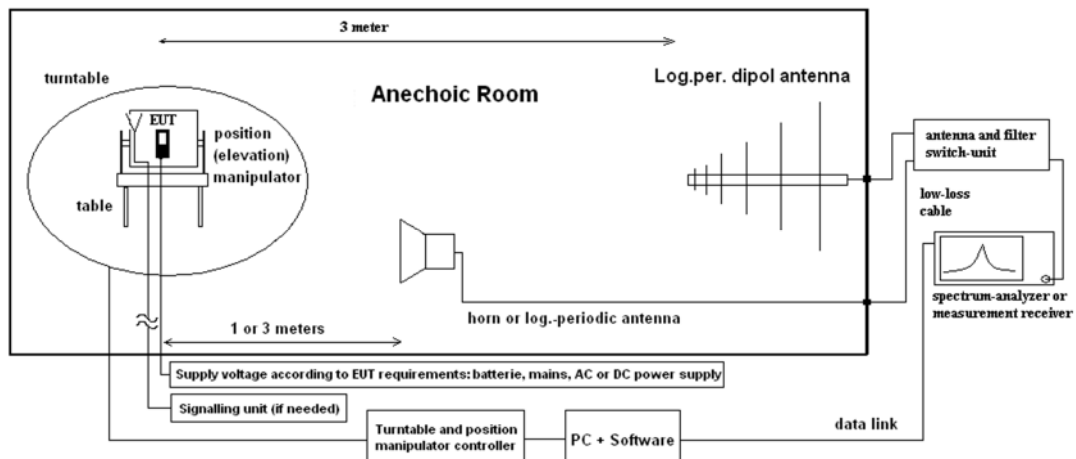 3 meter
turntable
Log.per. dipol antenna
Anechoic Room
EUT
position
(elevation)
manipulator
antenna and filter
switch-unit
table
low-loss
cable
spectrum-analyzer or
measurement receiver
horn or log.-periodic antenna
1 or 3 meters
Supply voltage according to EUT requirements: batterie, mains, AC or DC power supply
Signalling unit (if needed)
Turntable and position
manipulator controller
PC + Software
data link